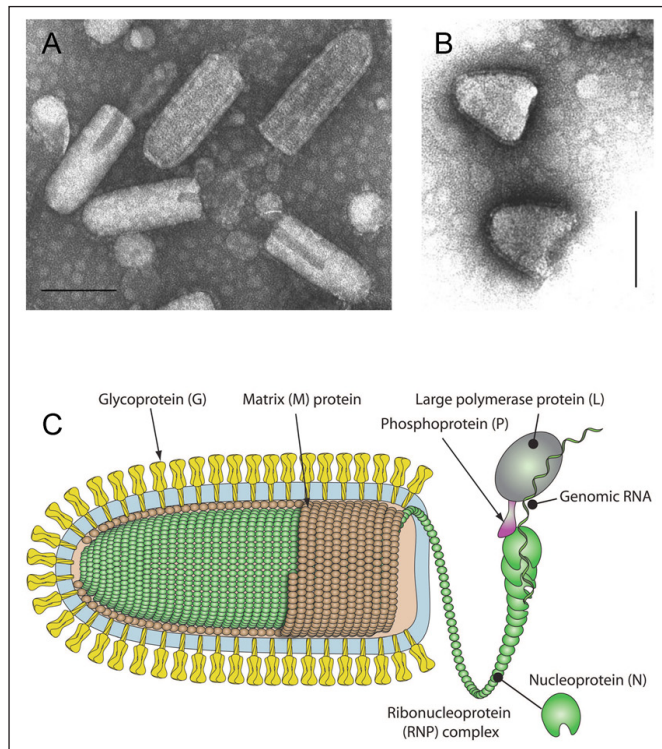 A
B
C
Glycoprotein (G)
Matrix (M) protein
Large polymerase protein (L)
Phosphoprotein (P)
Genomic RNA
Nucleoprotein (N)
Ribonucleoprotein
(RNP) complex